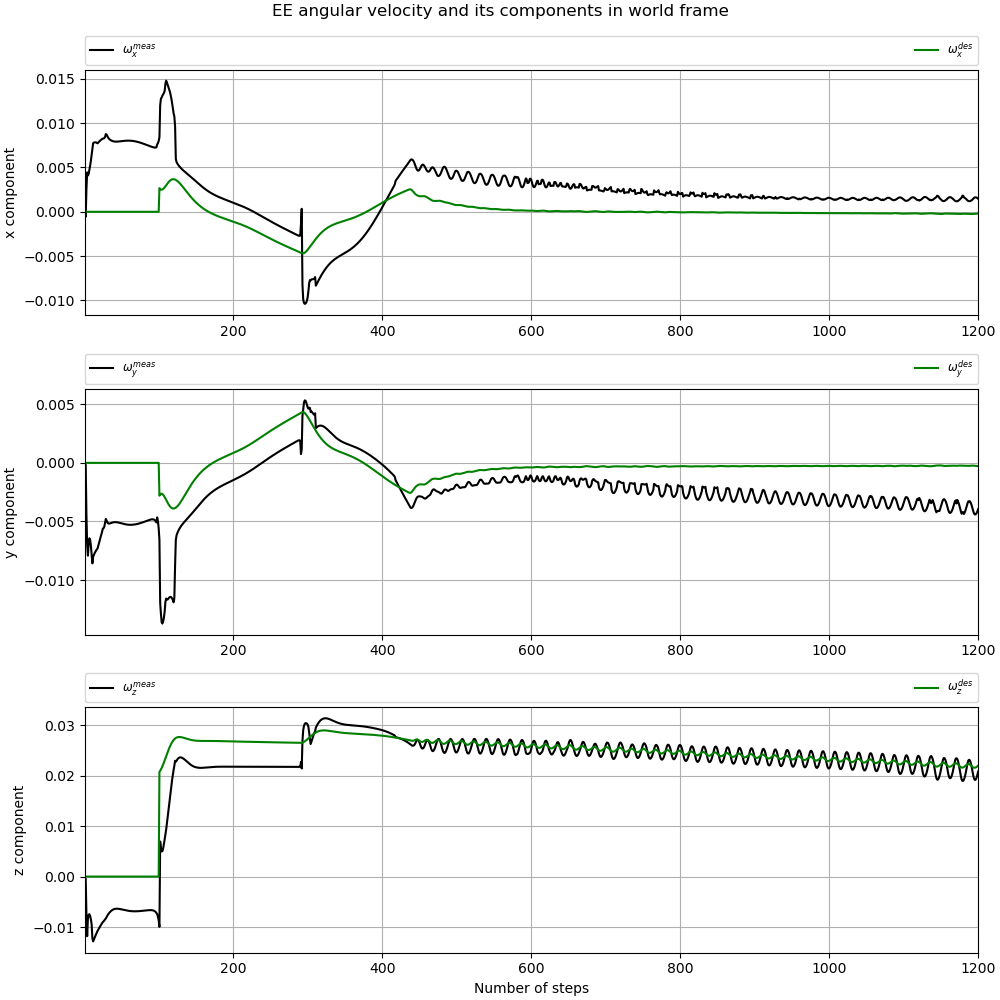 EE angular velocity and its components in world frame
ω_x^meas ω_x^des
0.015
0.010
0.005
0.000
−0.005
−0.010
x component
200 400 600 800 1000 1200
ω_y^meas ω_y^des
0.005
0.000
−0.005
−0.010
y component
200 400 600 800 1000 1200
ω_z^meas ω_z^des
0.03
0.02
0.01
0.00
−0.01
z component
200 400 600 800 1000 1200
Number of steps